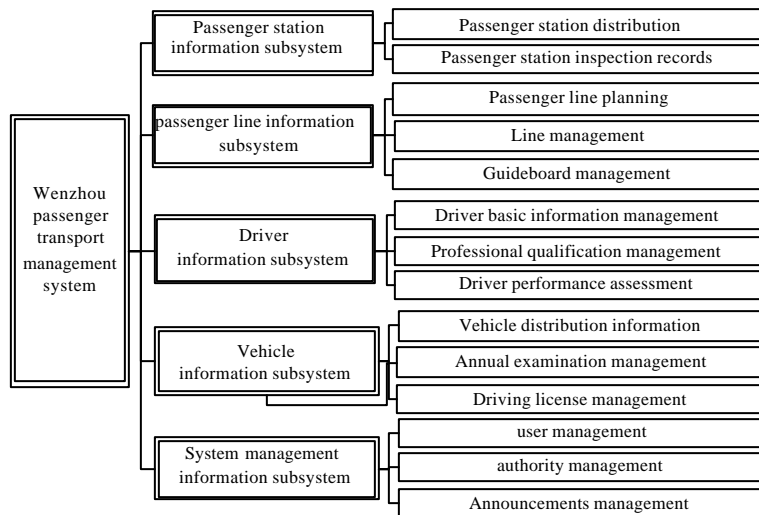 Wenzhou
passenger
transport
management
system
Passenger station
information subsystem
Passenger station distribution
Passenger station inspection records
passenger line information
subsystem
Passenger line planning
Line management
Guideboard management
Driver
information subsystem
Driver basic information management
Professional qualification management
Driver performance assessment
Vehicle
information subsystem
Vehicle distribution information
Annual examination management
Driving license management
System management
information subsystem
user management
authority management
Announcements management